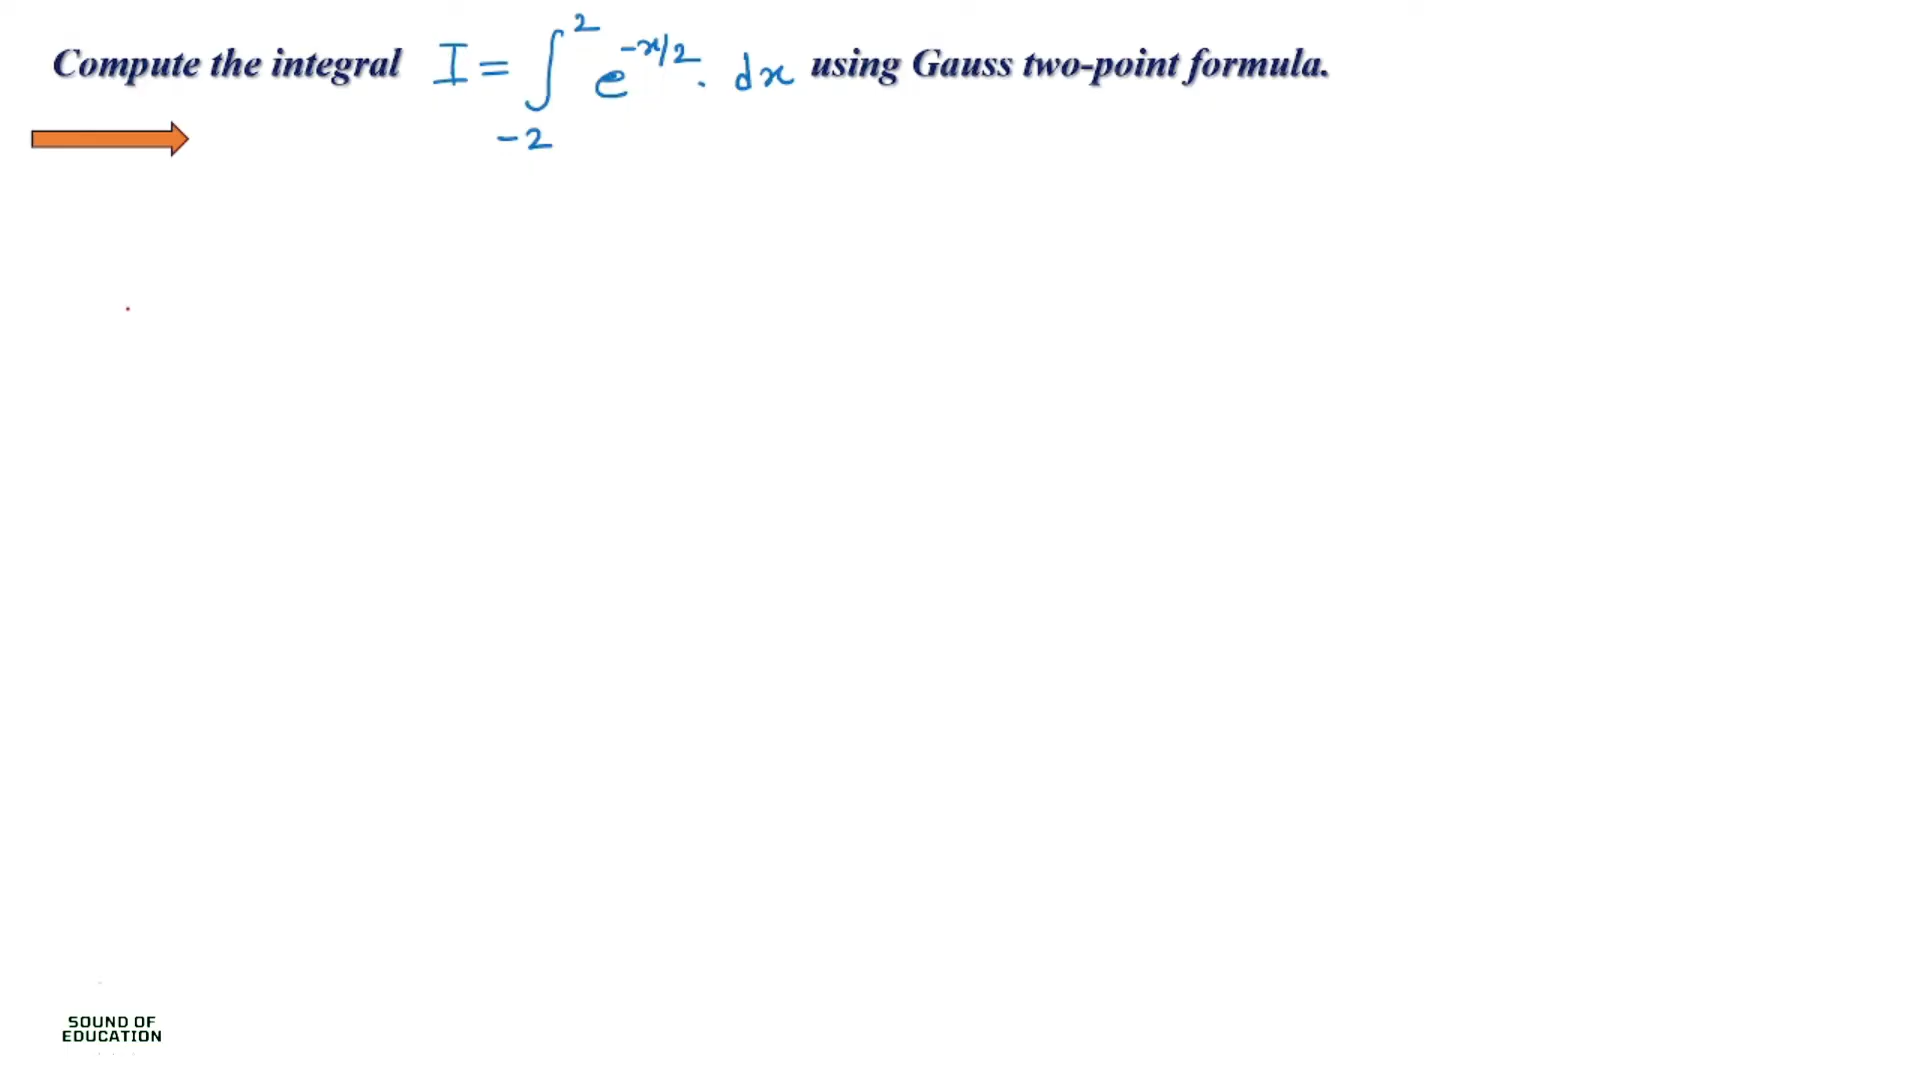 Compute the integral I = ∫_{-2}^{2} e^{-x/2} . dx using Gauss two-point formula.
SOUND OF
EDUCATION